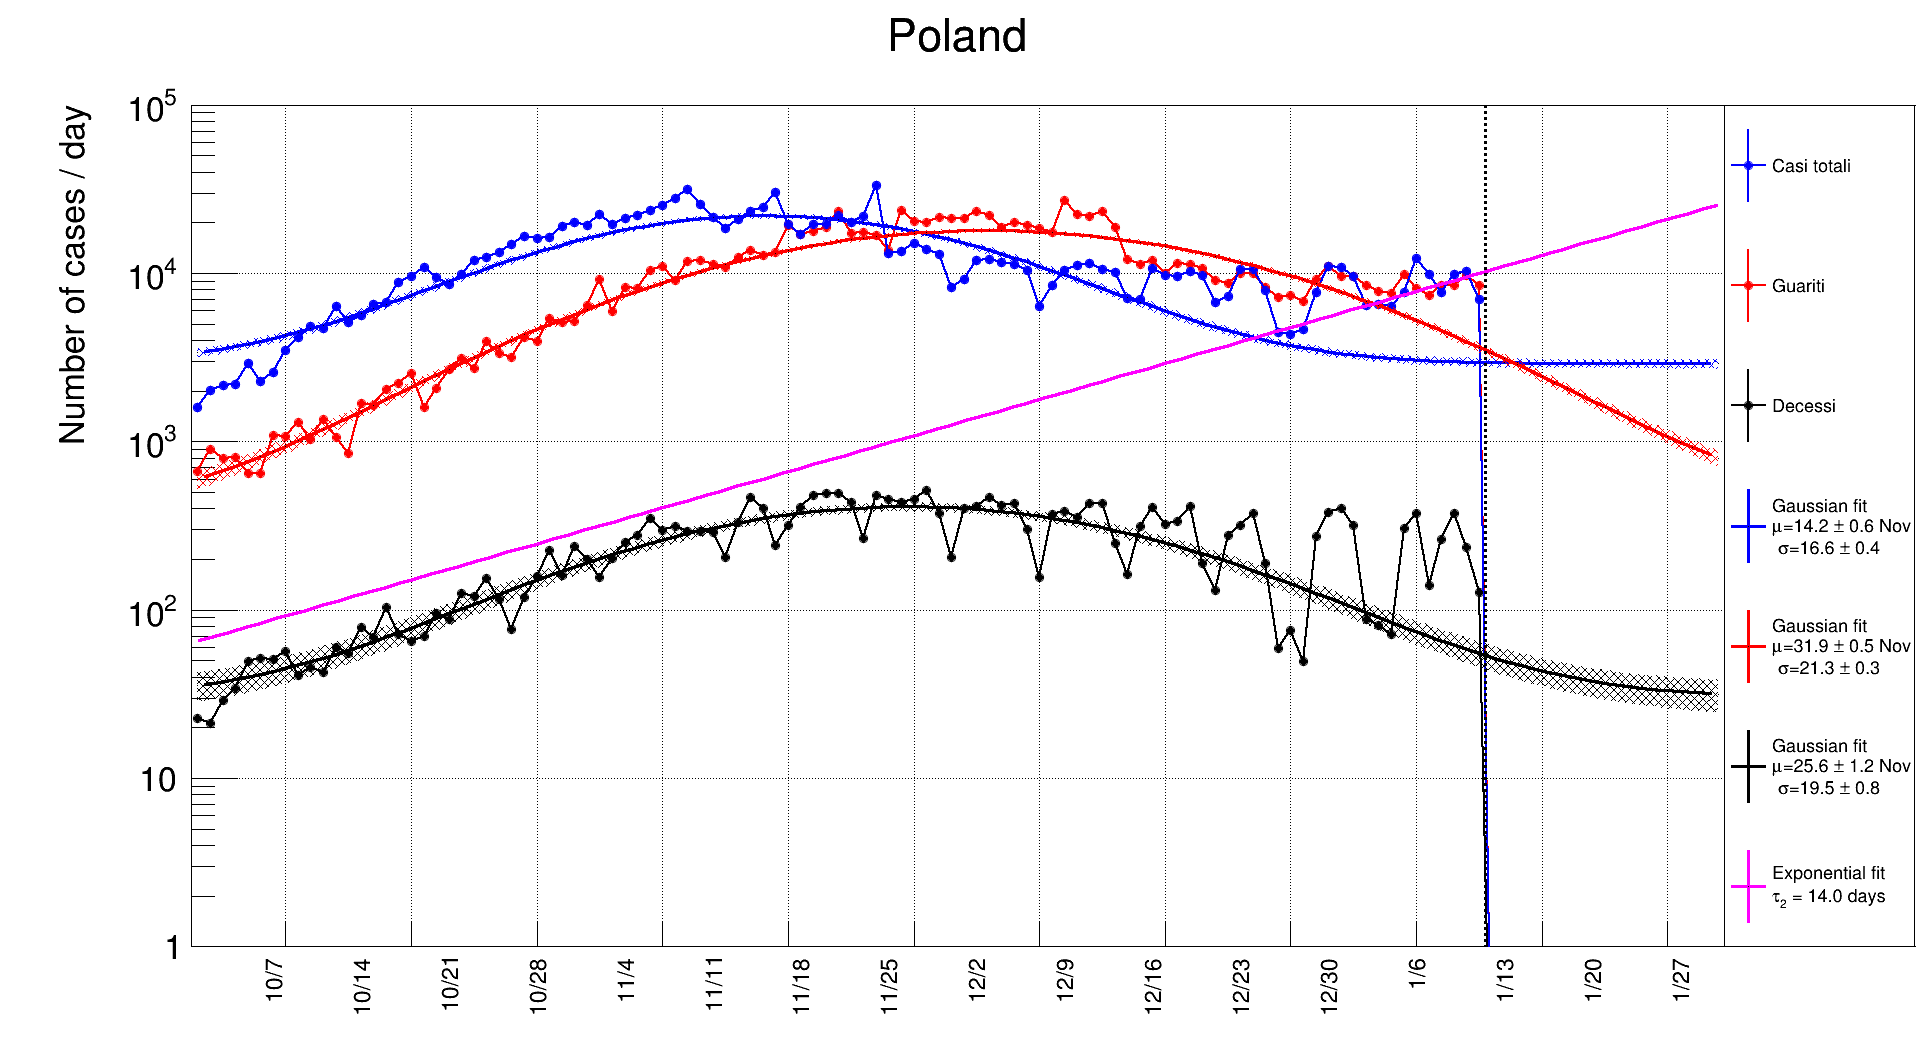 Poland
Number of cases / day
10^5
10^4
10^3
10^2
10
1
10/7 10/14 10/21 10/28 11/4 11/11 11/18 11/25 12/2 12/9 12/16 12/23 12/30 1/6 1/13 1/20 1/27
Casi totali
Guariti
Decessi
Gaussian fit
μ=14.2 ± 0.6 Nov
σ=16.6 ± 0.4
Gaussian fit
μ=31.9 ± 0.5 Nov
σ=21.3 ± 0.3
Gaussian fit
μ=25.6 ± 1.2 Nov
σ=19.5 ± 0.8
Exponential fit
τ₂ = 14.0 days